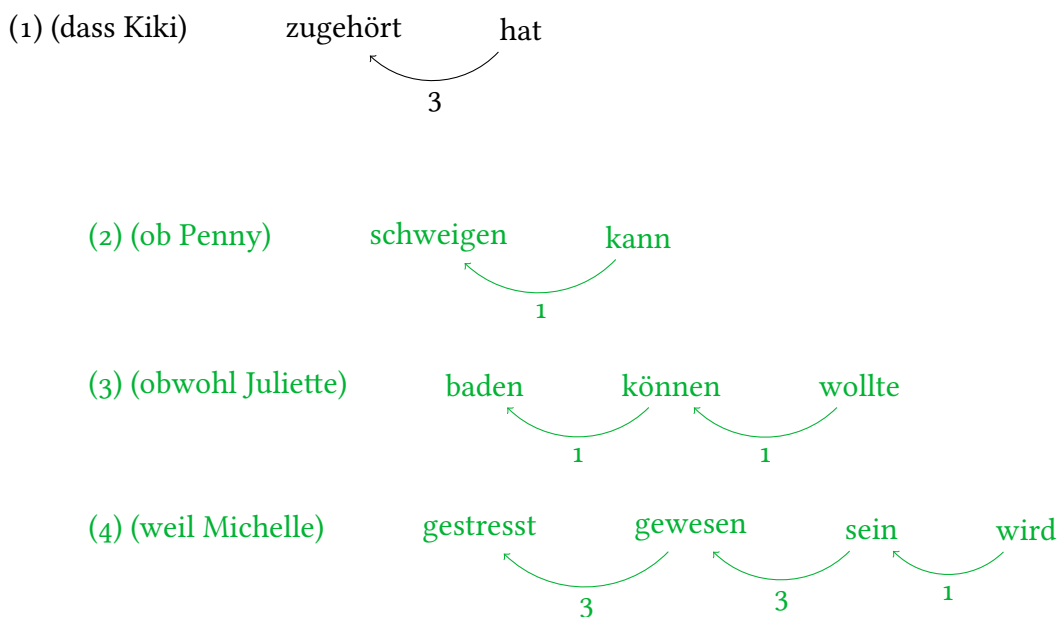 (1) (dass Kiki) zugehört hat
3
(2) (ob Penny) schweigen kann
1
(3) (obwohl Juliette) baden können wollte
1 1
(4) (weil Michelle) gestresst gewesen sein wird
3 3 1